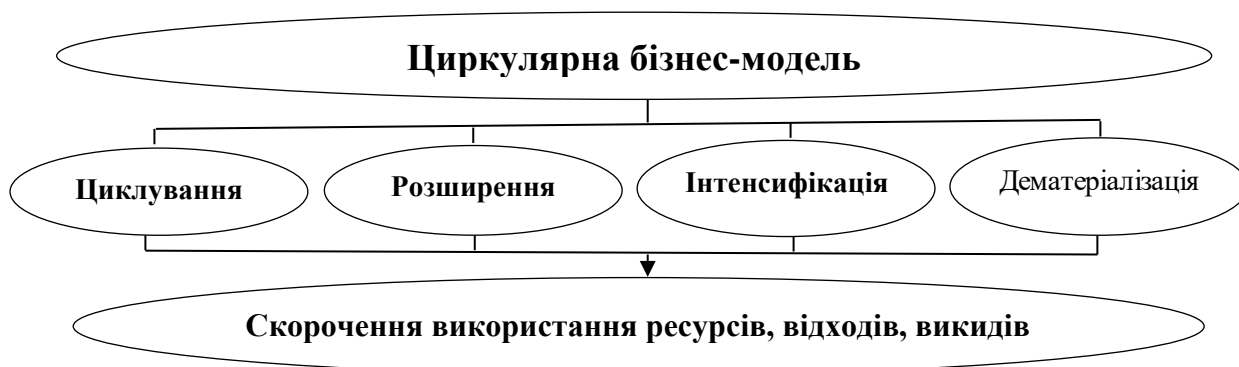 Циркулярна бізнес-модель
Циклування
Розширення
Інтенсифікація
Дематеріалізація
Скорочення використання ресурсів, відходів, викидів